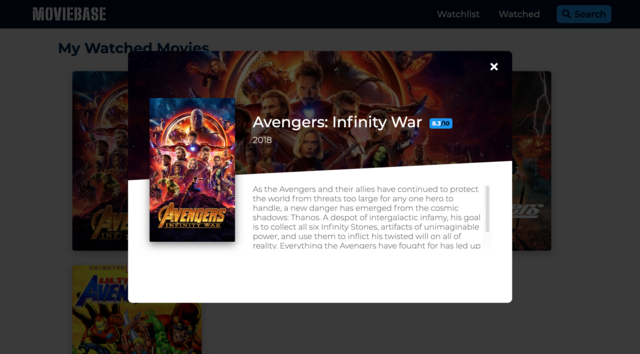 MOVIEBASE
Watchlist
Watched
Search
My Watched Movies
Avengers: Infinity War
8.3/10
2018
As the Avengers and their allies have continued to protect
the world from threats too large for any one hero to
handle, a new danger has emerged from the cosmic
shadows: Thanos. A despot of intergalactic infamy, his goal
is to collect all six Infinity Stones, artifacts of unimaginable
power, and use them to inflict his twisted will on all of
reality. Everything the Avengers have fought for has led up
AVENGERS
INFINITY WAR